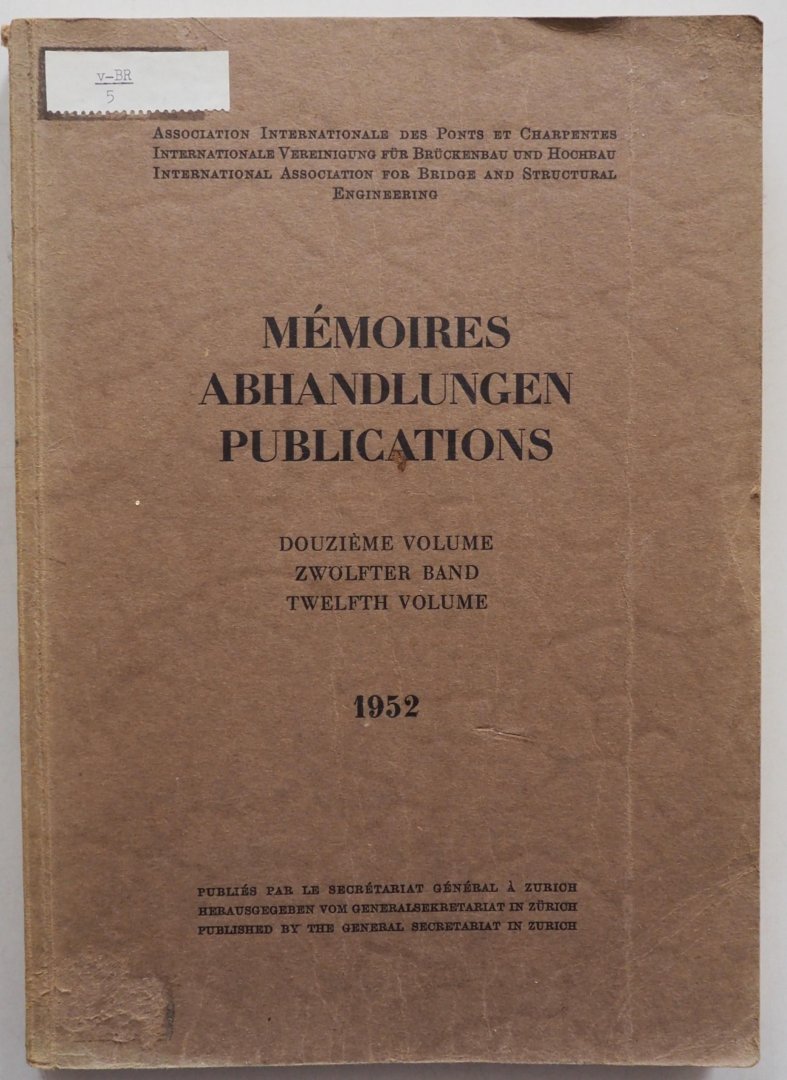 V-BR
5
ASSOCIATION INTERNATIONALE DES PONTS ET CHARPENTES
INTERNATIONALE VEREINIGUNG FÜR BRÜCKENBAU UND HOCHBAU
INTERNATIONAL ASSOCIATION FOR BRIDGE AND STRUCTURAL
ENGINEERING
MÉMOIRES
ABHANDLUNGEN
PUBLICATIONS
DOUZIÈME VOLUME
ZWÖLFTER BAND
TWELFTH VOLUME
1952
PUBLIÉS PAR LE SECRÉTARIAT GÉNÉRAL À ZURICH
HERAUSGEGEBEN VOM GENERALSEKRETARIAT IN ZÜRICH
PUBLISHED BY THE GENERAL SECRETARIAT IN ZURICH